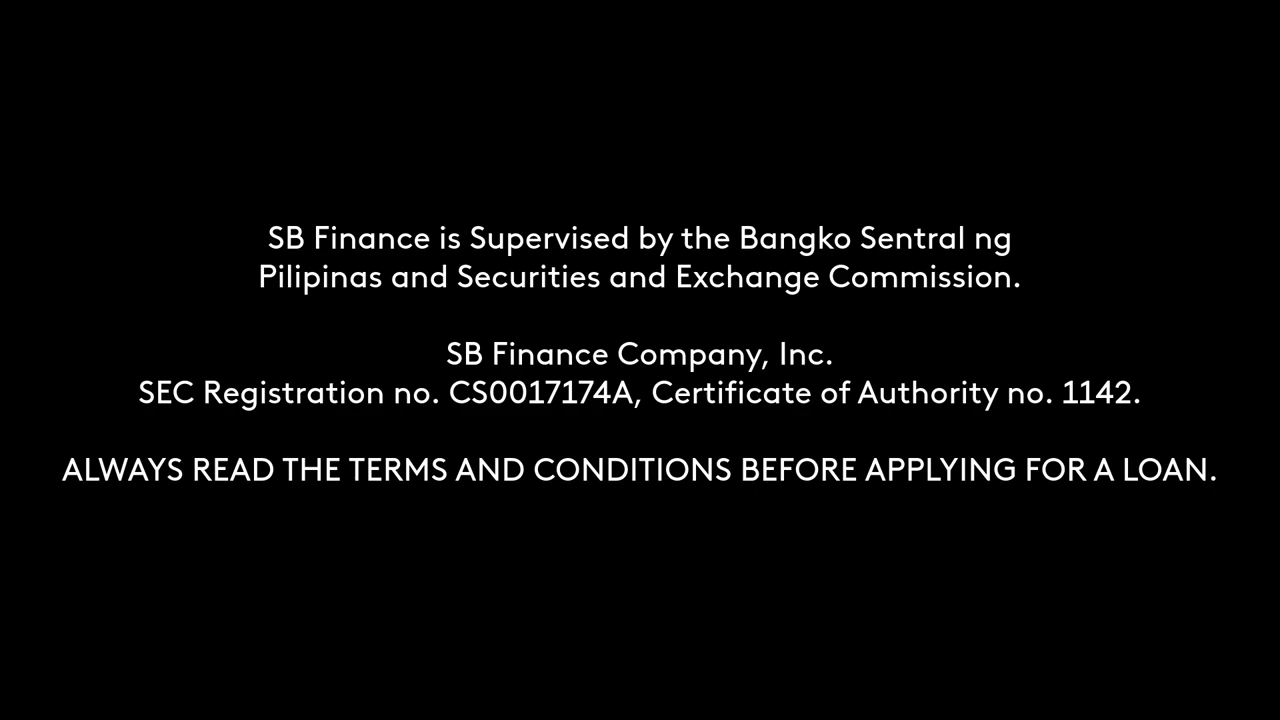 SB Finance is Supervised by the Bangko Sentral ng
Pilipinas and Securities and Exchange Commission.
SB Finance Company, Inc.
SEC Registration no. CS0017174A, Certificate of Authority no. 1142.
ALWAYS READ THE TERMS AND CONDITIONS BEFORE APPLYING FOR A LOAN.